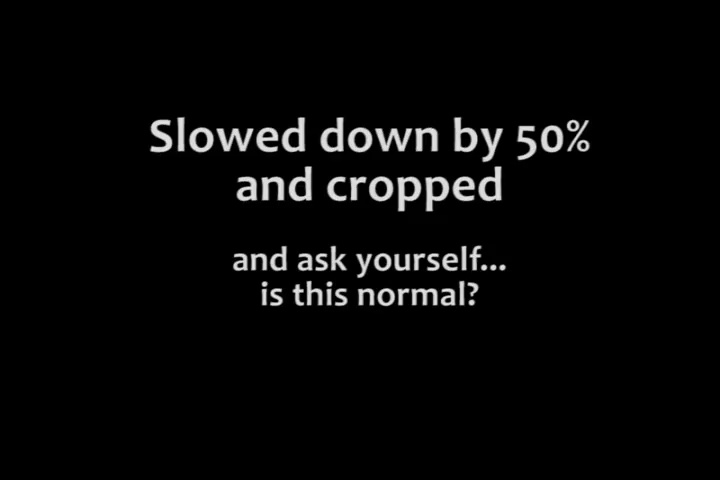 Slowed down by 50%
and cropped
and ask yourself...
is this normal?